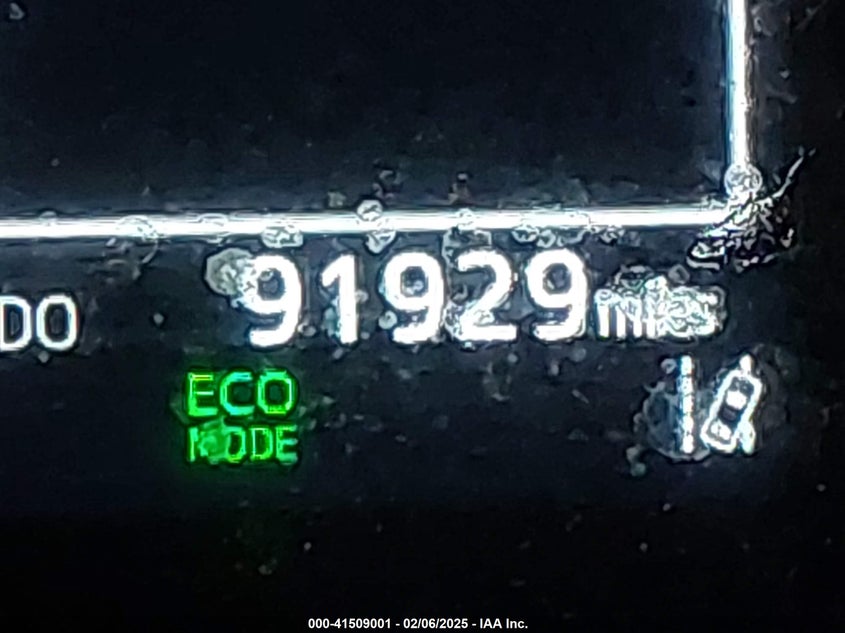 DO 91929 miles
ECO
MODE
000-41509001 - 02/06/2025 - IAA Inc.